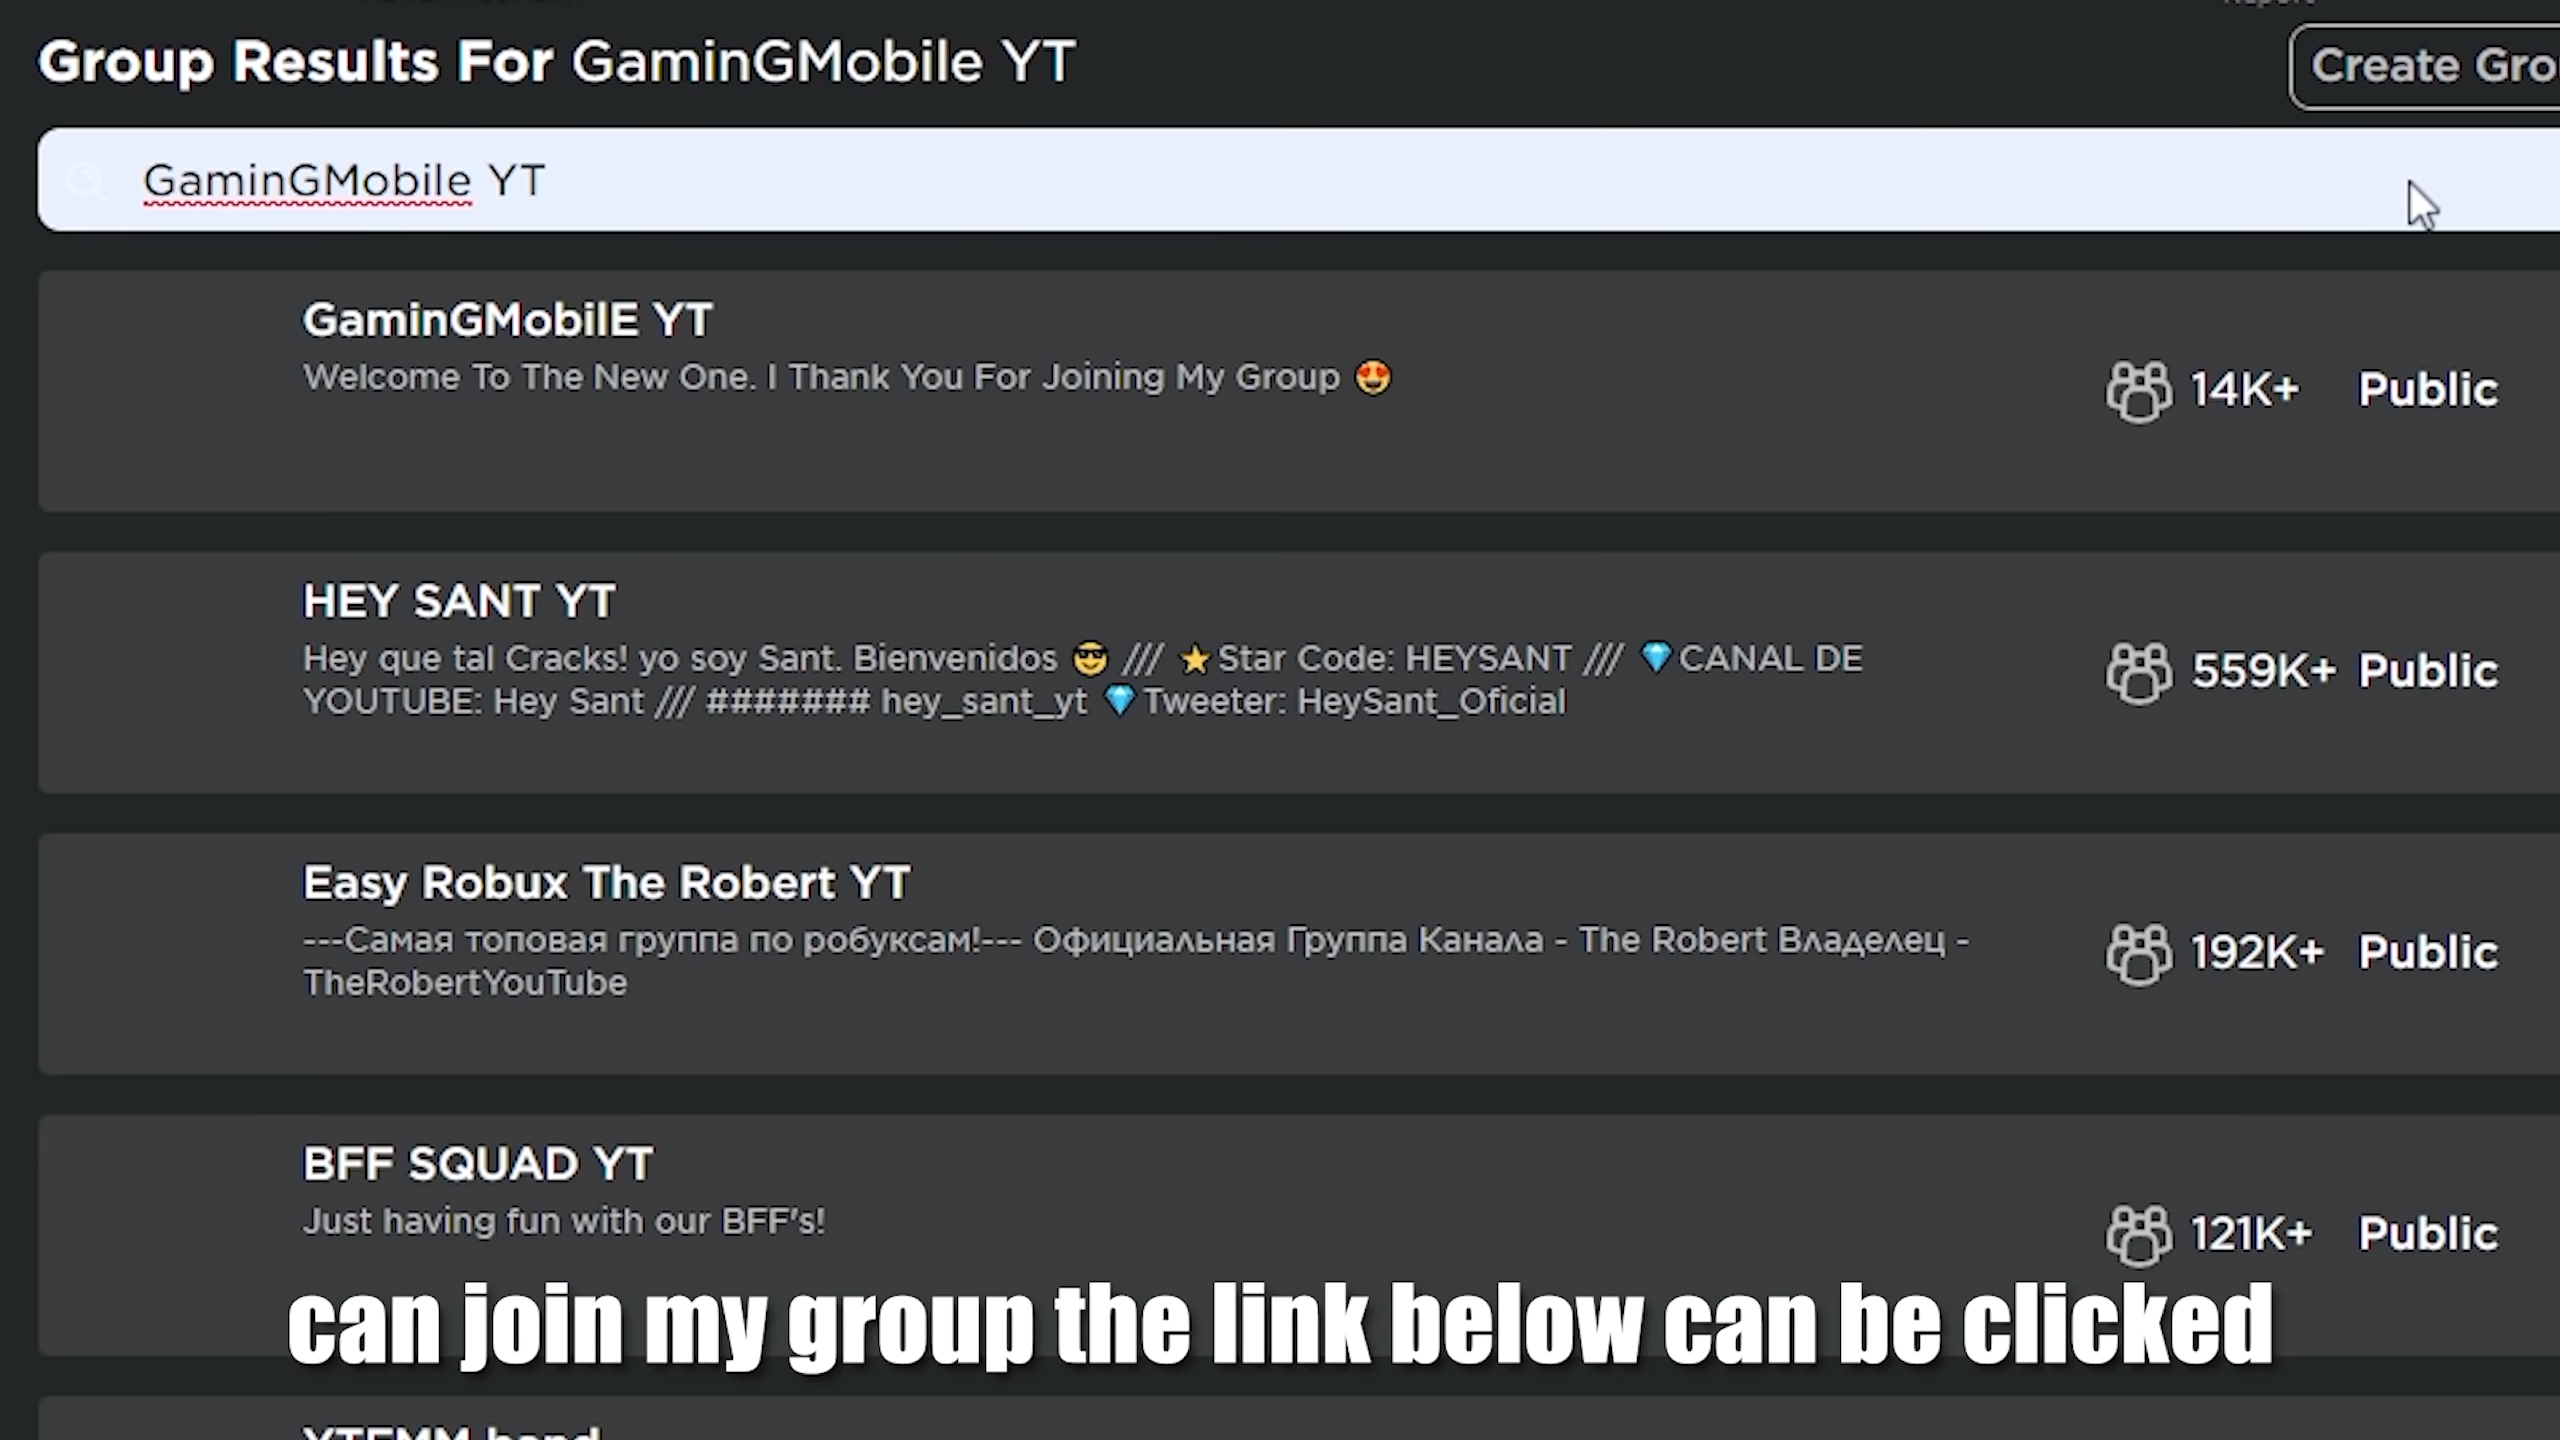 Group Results For GaminGMobile YT
Create Gro
GaminGMobile YT
GaminGMobilE YT
Welcome To The New One. I Thank You For Joining My Group 😍
14K+ Public
HEY SANT YT
Hey que tal Cracks! yo soy Sant. Bienvenidos 😎 /// ⭐Star Code: HEYSANT /// 💎CANAL DE
YOUTUBE: Hey Sant /// ####### hey_sant_yt 💎Tweeter: HeySant_Oficial
559K+ Public
Easy Robux The Robert YT
---Самая топовая группа по робуксам!--- Официальная Группа Канала - The Robert Владелец -
TheRobertYouTube
192K+ Public
BFF SQUAD YT
Just having fun with our BFF's!
121K+ Public
can join my group the link below can be clicked